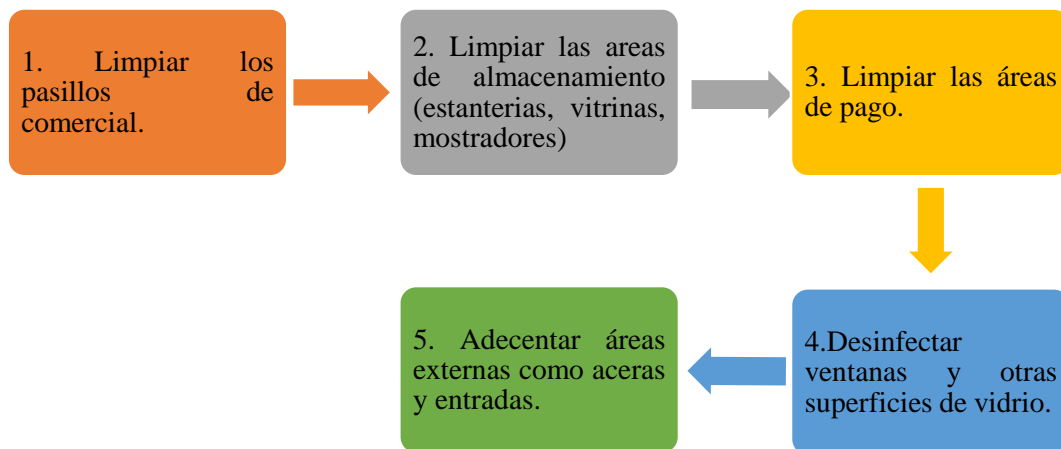 1. Limpiar los
pasillos de
comercial.
2. Limpiar las areas
de almacenamiento
(estanterias, vitrinas,
mostradores)
3. Limpiar las áreas
de pago.
4.Desinfectar
ventanas y otras
superficies de vidrio.
5. Adecentar áreas
externas como aceras
y entradas.